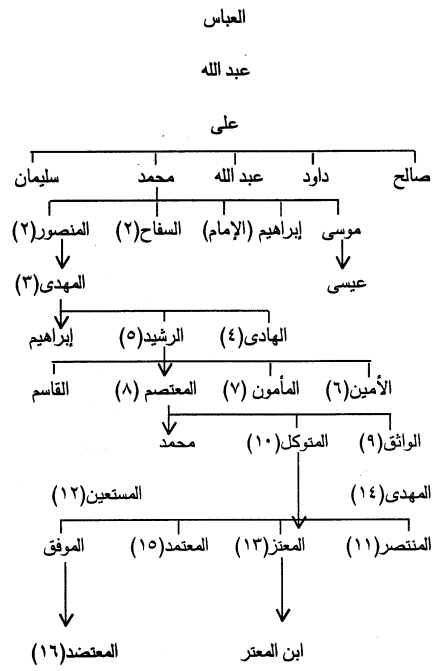 العباس
عبد الله
على
صالح داود عبد الله محمد سليمان
موسى إبراهيم (الإمام) السفاح(٢) المنصور(٢)
عيسى المهدى(٣)
الهادى(٤) الرشيد(٥) إبراهيم
الأمين(٦) المأمون (٧) المعتصم (٨) القاسم
الواثق(٩) المتوكل(١٠) محمد
المهدى(١٤) المستعين(١٢)
المنتصر(١١) المعتز(١٣) المعتمد(١٥) الموفق
ابن المعتر المعتضد(١٦)